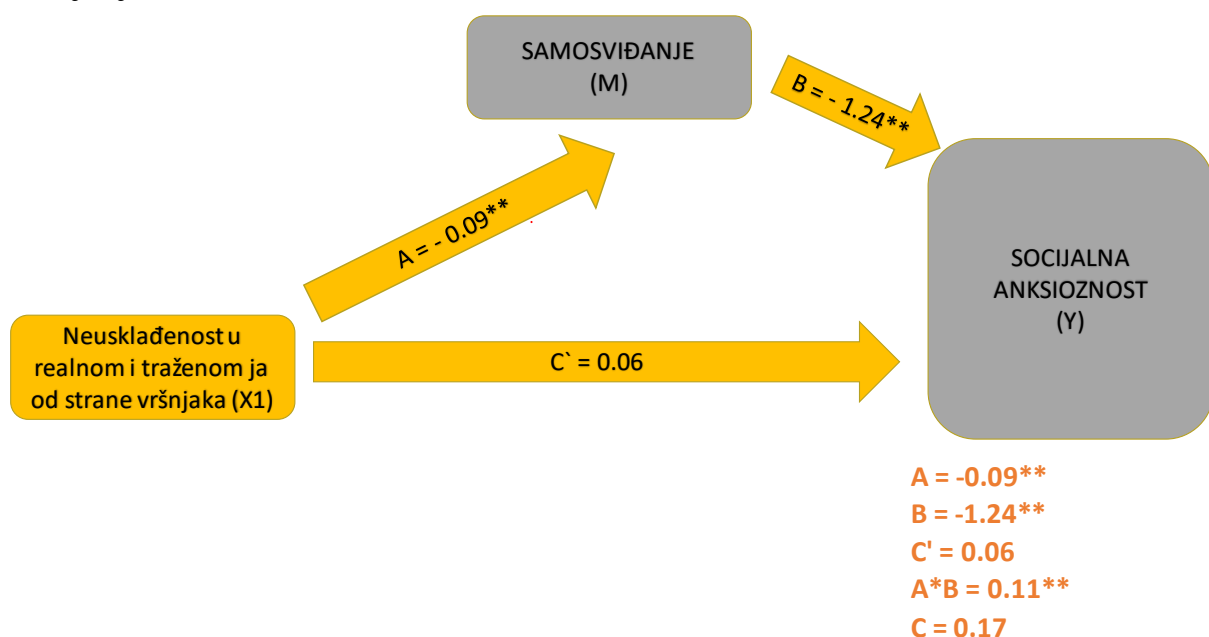 SAMOSVIĐANJE
(M)
B = - 1.24**
A = - 0.09**
SOCIJALNA
ANKSIOZNOST
(Y)
Neusklađenost u
realnom i traženom ja
od strane vršnjaka (X1)
C` = 0.06
A = -0.09**
B = -1.24**
C' = 0.06
A*B = 0.11**
C = 0.17